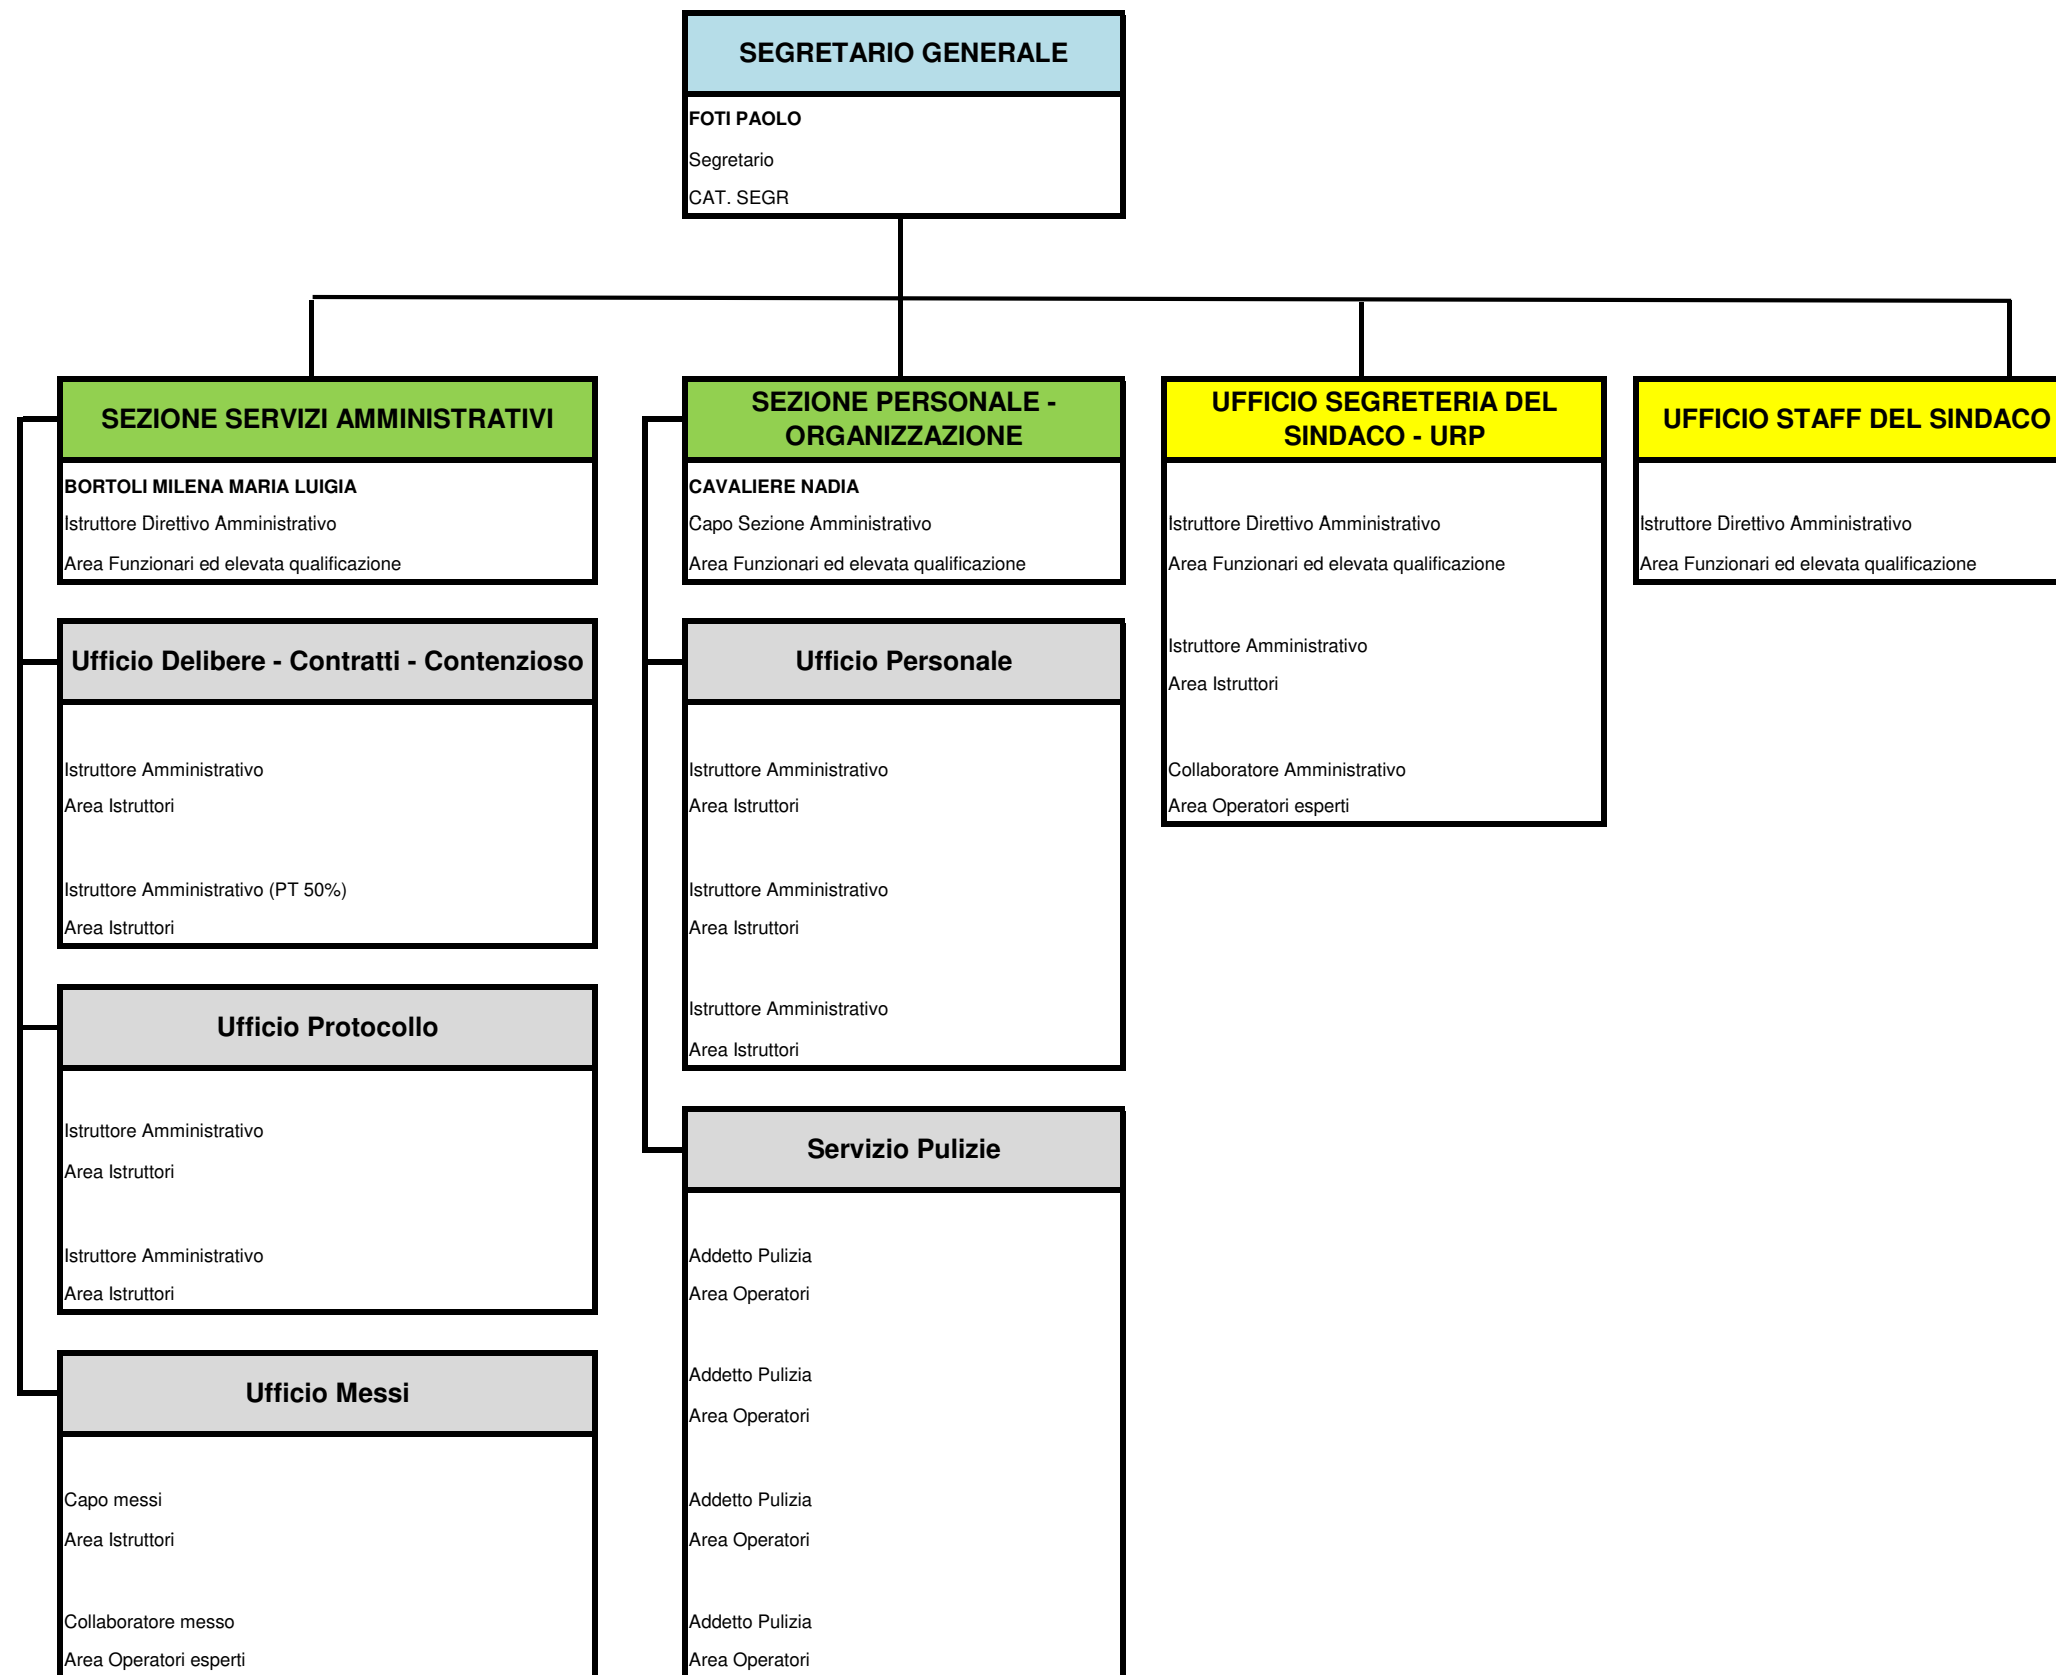 SEGRETARIO GENERALE
FOTI PAOLO
Segretario
CAT. SEGR
SEZIONE SERVIZI AMMINISTRATIVI
BORTOLI MILENA MARIA LUIGIA
Istruttore Direttivo Amministrativo
Area Funzionari ed elevata qualificazione
Ufficio Delibere - Contratti - Contenzioso
Istruttore Amministrativo
Area Istruttori
Istruttore Amministrativo (PT 50%)
Area Istruttori
Ufficio Protocollo
Istruttore Amministrativo
Area Istruttori
Istruttore Amministrativo
Area Istruttori
Ufficio Messi
Capo messi
Area Istruttori
Collaboratore messo
Area Operatori esperti
SEZIONE PERSONALE -
ORGANIZZAZIONE
CAVALIERE NADIA
Capo Sezione Amministrativo
Area Funzionari ed elevata qualificazione
Ufficio Personale
Istruttore Amministrativo
Area Istruttori
Istruttore Amministrativo
Area Istruttori
Istruttore Amministrativo
Area Istruttori
Servizio Pulizie
Addetto Pulizia
Area Operatori
Addetto Pulizia
Area Operatori
Addetto Pulizia
Area Operatori
Addetto Pulizia
Area Operatori
UFFICIO SEGRETERIA DEL
SINDACO - URP
Istruttore Direttivo Amministrativo
Area Funzionari ed elevata qualificazione
Istruttore Amministrativo
Area Istruttori
Collaboratore Amministrativo
Area Operatori esperti
UFFICIO STAFF DEL SINDACO
Istruttore Direttivo Amministrativo
Area Funzionari ed elevata qualificazione